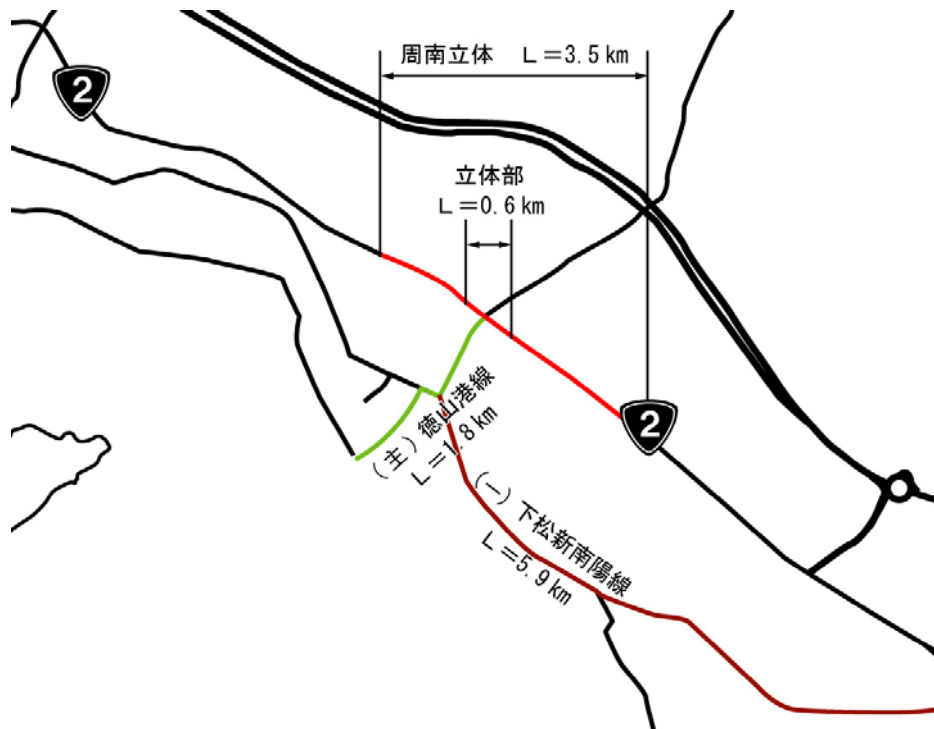 周南立体 L=3.5km
2
立体部
L=0.6km
(主)徳山港線
L=1.8km
2
(一)下松新南陽線
L=5.9km